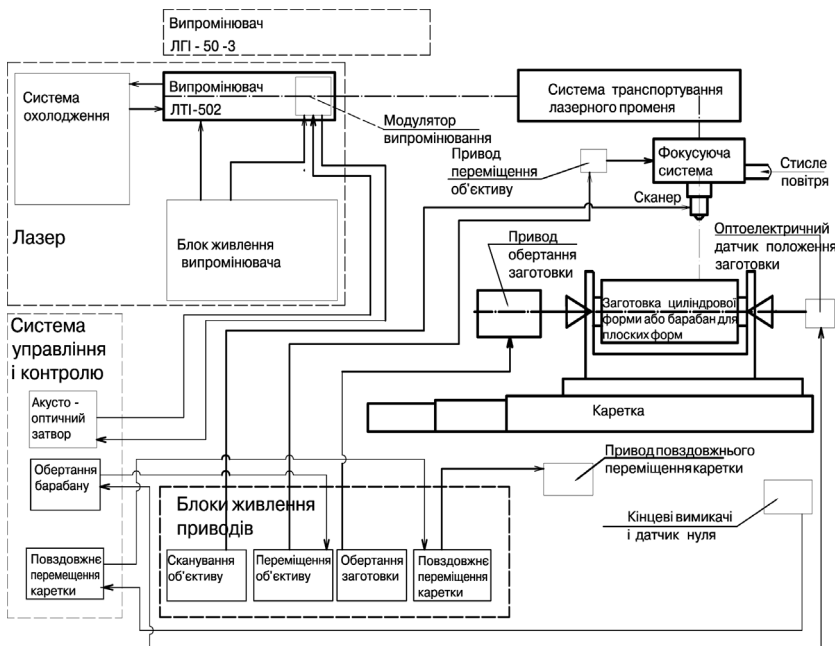 Випромінювач
ЛГІ - 50 -3
Система
охолодження
Випромінювач
ЛТІ-502
Модулятор
випромінювання
Система транспортування
лазерного променя
Привод
переміщення
об'єктиву
Фокусуюча
система
Стисле
повітря
Сканер
Лазер
Блок живлення
випромінювача
Привод
обертання
заготовки
Оптоелектричний
датчик положення
заготовки
Заготовка циліндрової
форми або барабан для
плоских форм
Каретка
Система
управління
і контролю
Акусто -
оптичний
затвор
Обертання
барабану
Повздовжнє
перемещення
каретки
Блоки живлення
приводів
Сканування
об'єктиву
Переміщення
об'єктиву
Обертання
заготовки
Повздовжнє
переміщення
каретки
Привод повздовжнього
переміщення каретки
Кінцеві вимикачі
і датчик нуля